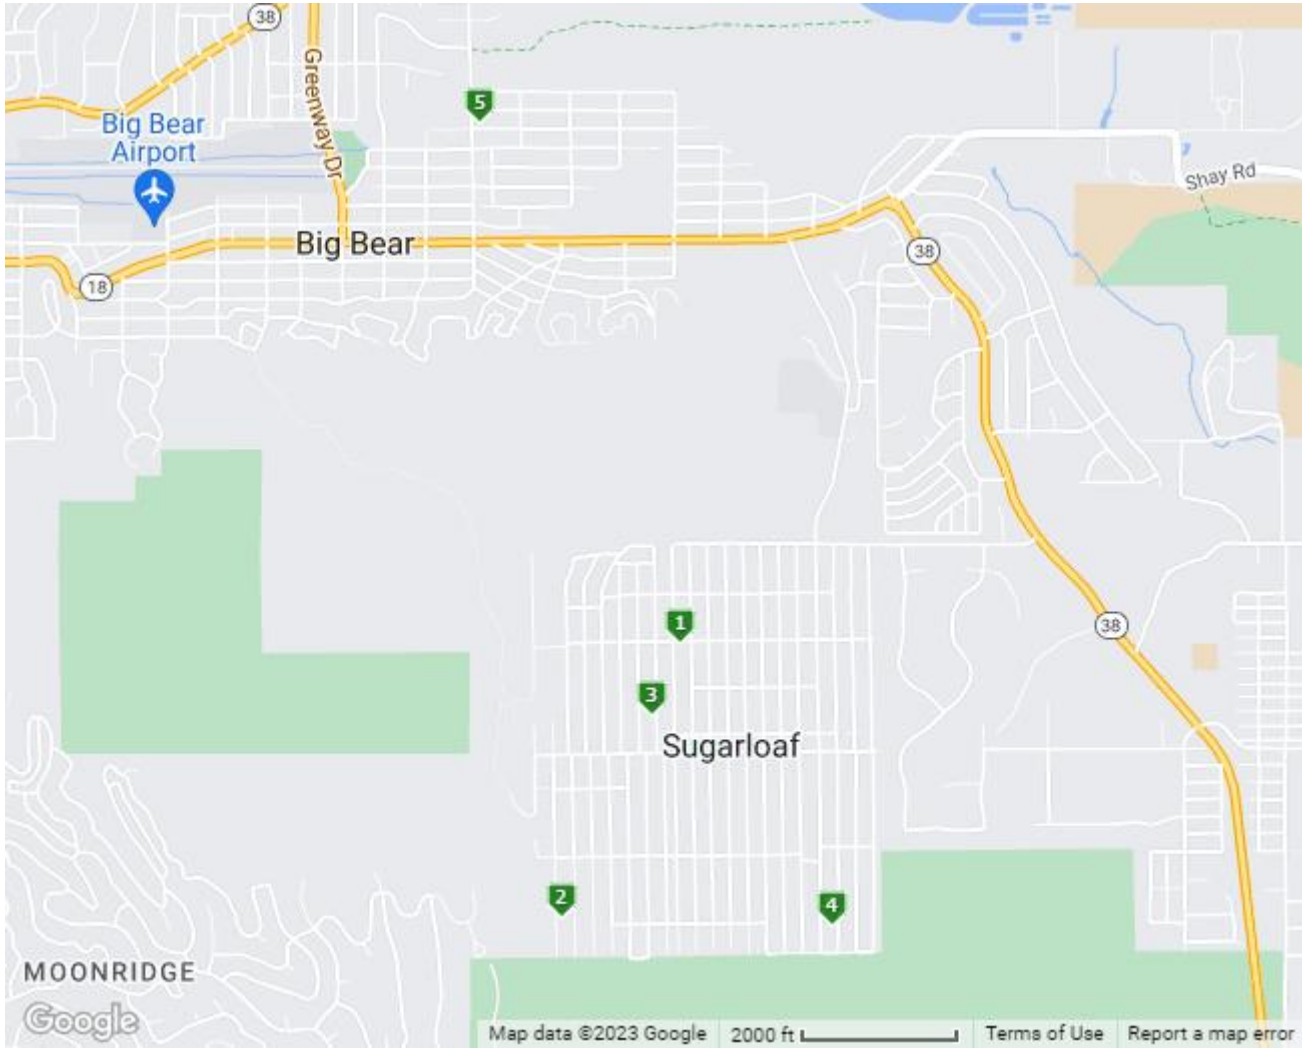 38
Greenway Dr
5
Big Bear
Airport
Shay Rd
Big Bear
38
18
1
38
3
Sugarloaf
2
4
MOONRIDGE
Google
Map data ©2023 Google
2000 ft
Terms of Use
Report a map error